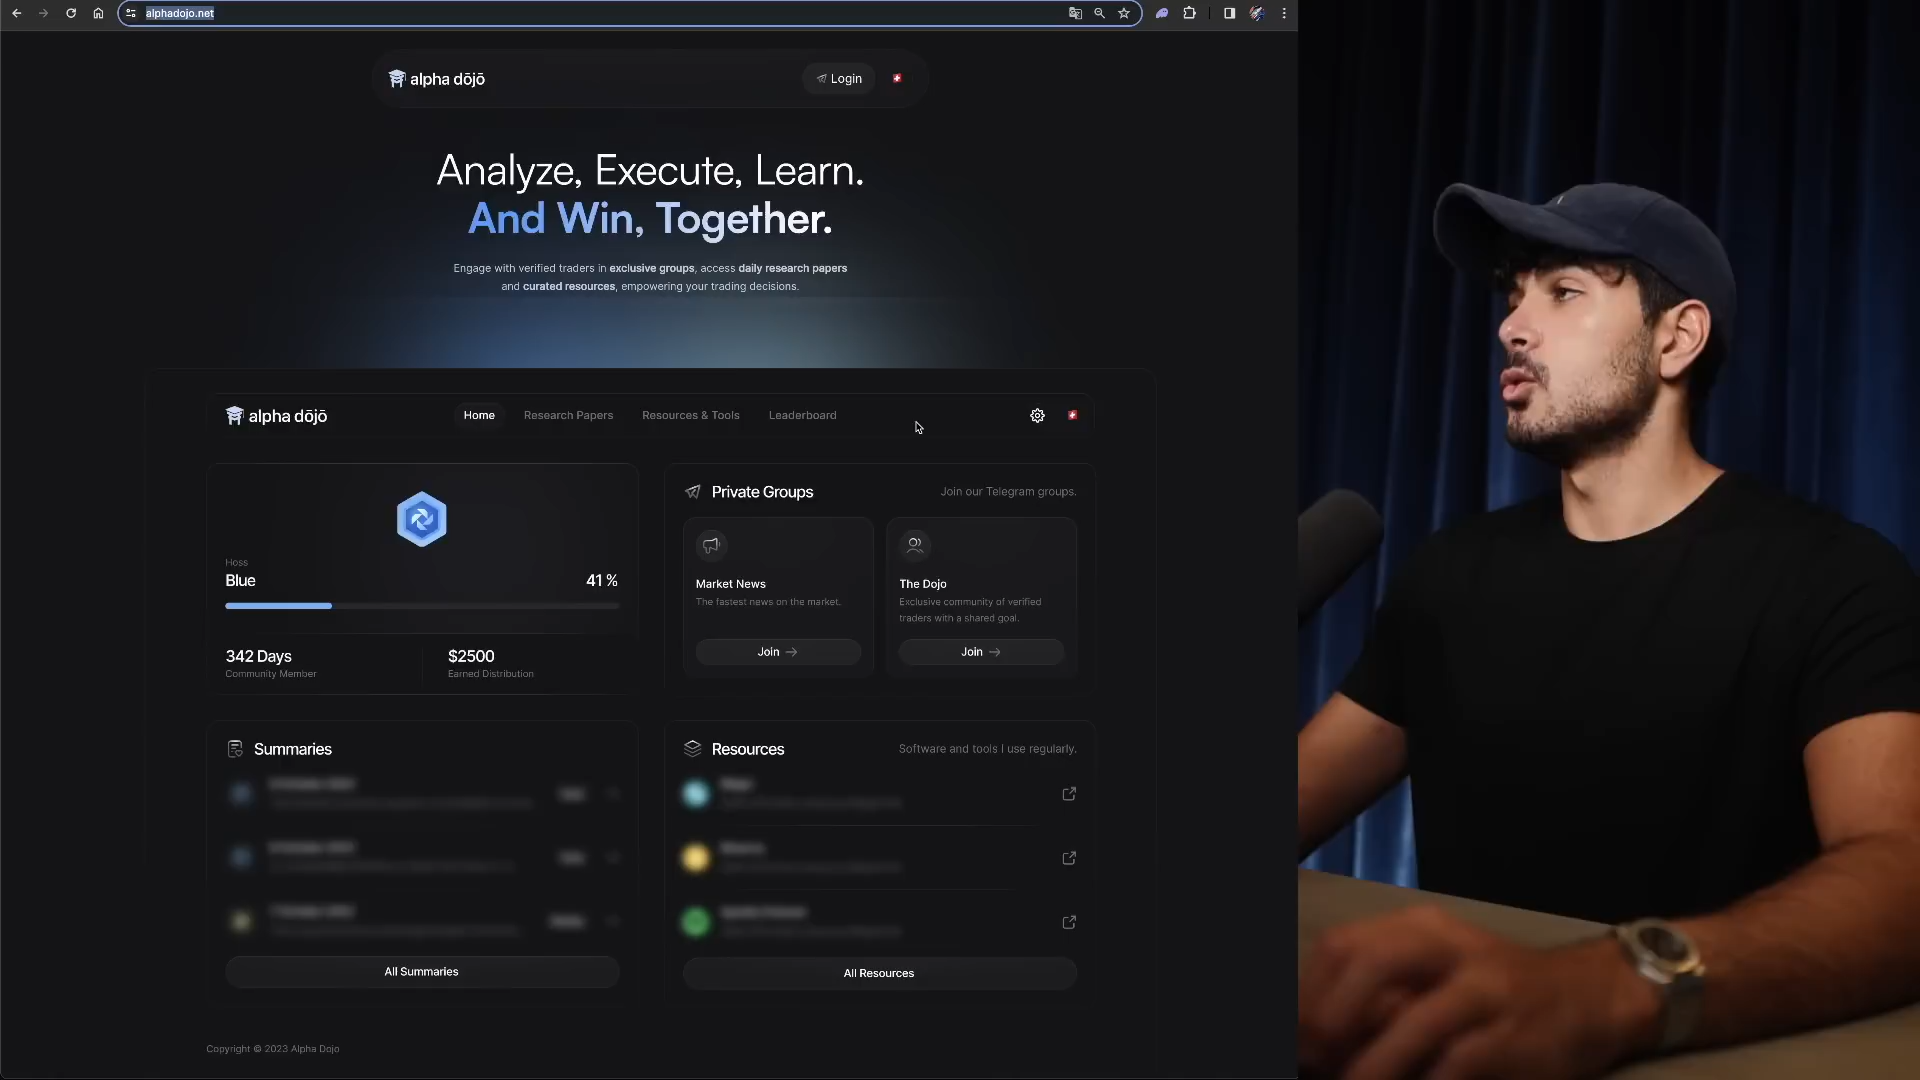 alphadojo.net
alpha dōjō
Login
Analyze, Execute, Learn.
And Win, Together.
Engage with verified traders in exclusive groups, access daily research papers
and curated resources, empowering your trading decisions.
alpha dōjō
Home
Research Papers
Resources & Tools
Leaderboard
Hoss
Blue
41 %
342 Days
Community Member
$2500
Earned Distribution
Private Groups
Join our Telegram groups.
Market News
The fastest news on the market.
Join →
The Dojo
Exclusive community of verified
traders with a shared goal.
Join →
Summaries
All Summaries
Resources
Software and tools I use regularly.
All Resources
Copyright © 2023 Alpha Dojo